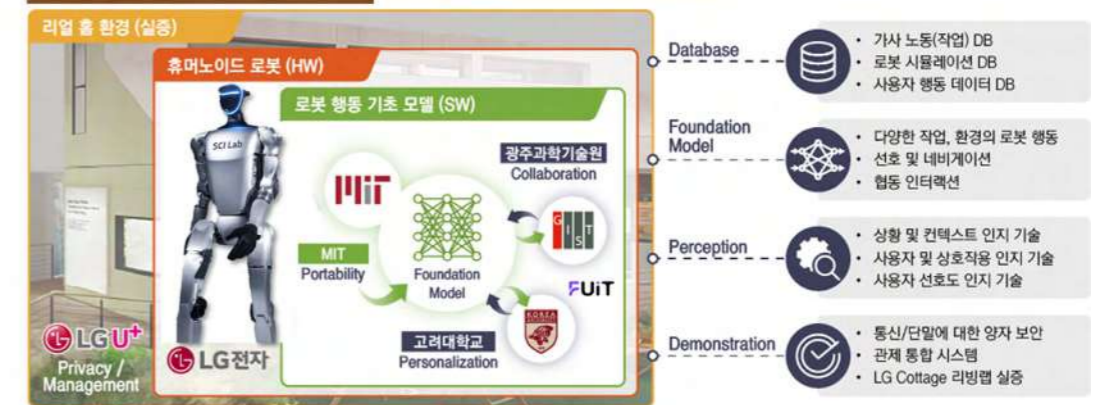 리얼 홈 환경 (실증)
휴머노이드 로봇 (HW)
로봇 행동 기초 모델 (SW)
SCI Lab
MIT
광주과학기술원
Collaboration
GIST
MIT
Portability
Foundation
Model
FUiT
KOREA
고려대학교
Personalization
LG U+
Privacy /
Management
LG전자
Database
가사 노동(작업) DB
로봇 시뮬레이션 DB
사용자 행동 데이터 DB
Foundation
Model
다양한 작업, 환경의 로봇 행동
선호 및 네비게이션
협동 인터랙션
Perception
상황 및 컨텍스트 인지 기술
사용자 및 상호작용 인지 기술
사용자 선호도 인지 기술
Demonstration
통신/단말에 대한 양자 보안
관제 통합 시스템
LG Cottage 리빙랩 실증